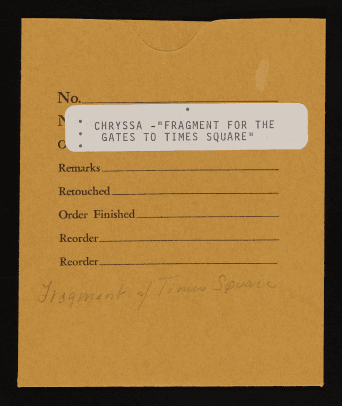 No.
N
CHRYSSA -"FRAGMENT FOR THE
GATES TO TIMES SQUARE"
O
Remarks
Retouched
Order Finished
Reorder
Reorder
Fragment of Times Square